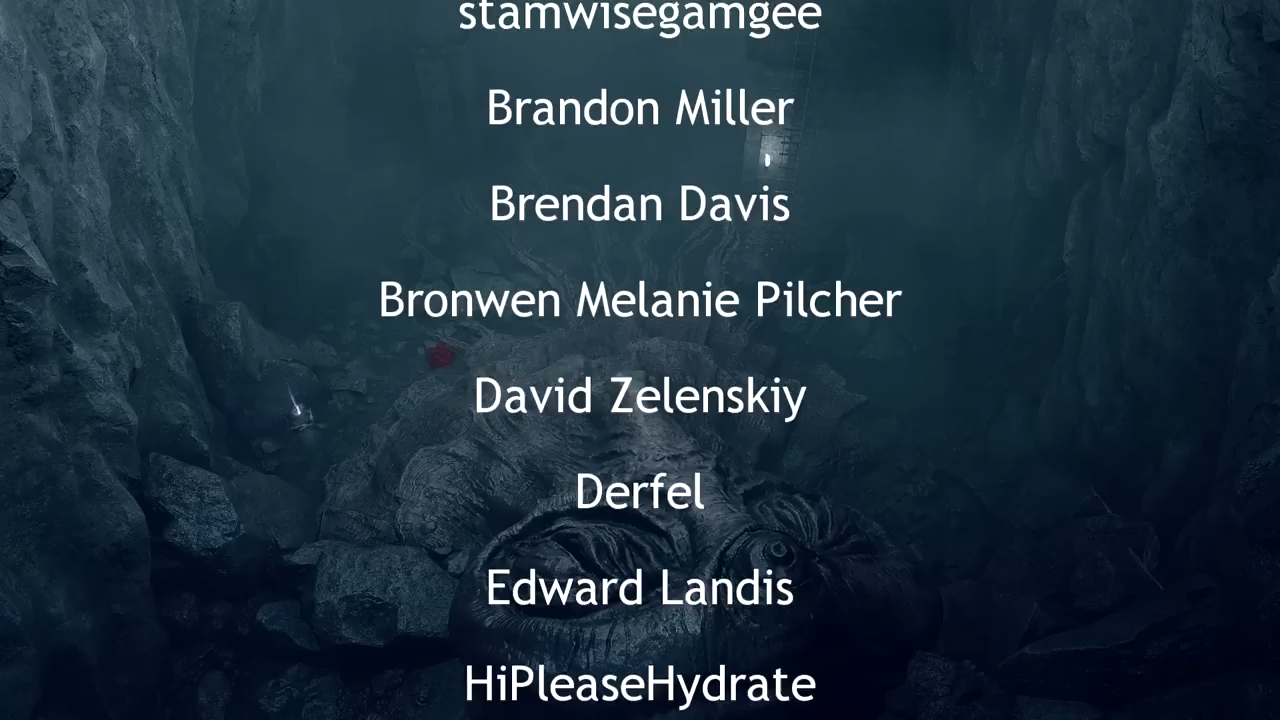 stamwisegamgee
Brandon Miller
Brendan Davis
Bronwen Melanie Pilcher
David Zelenskiy
Derfel
Edward Landis
HiPleaseHydrate